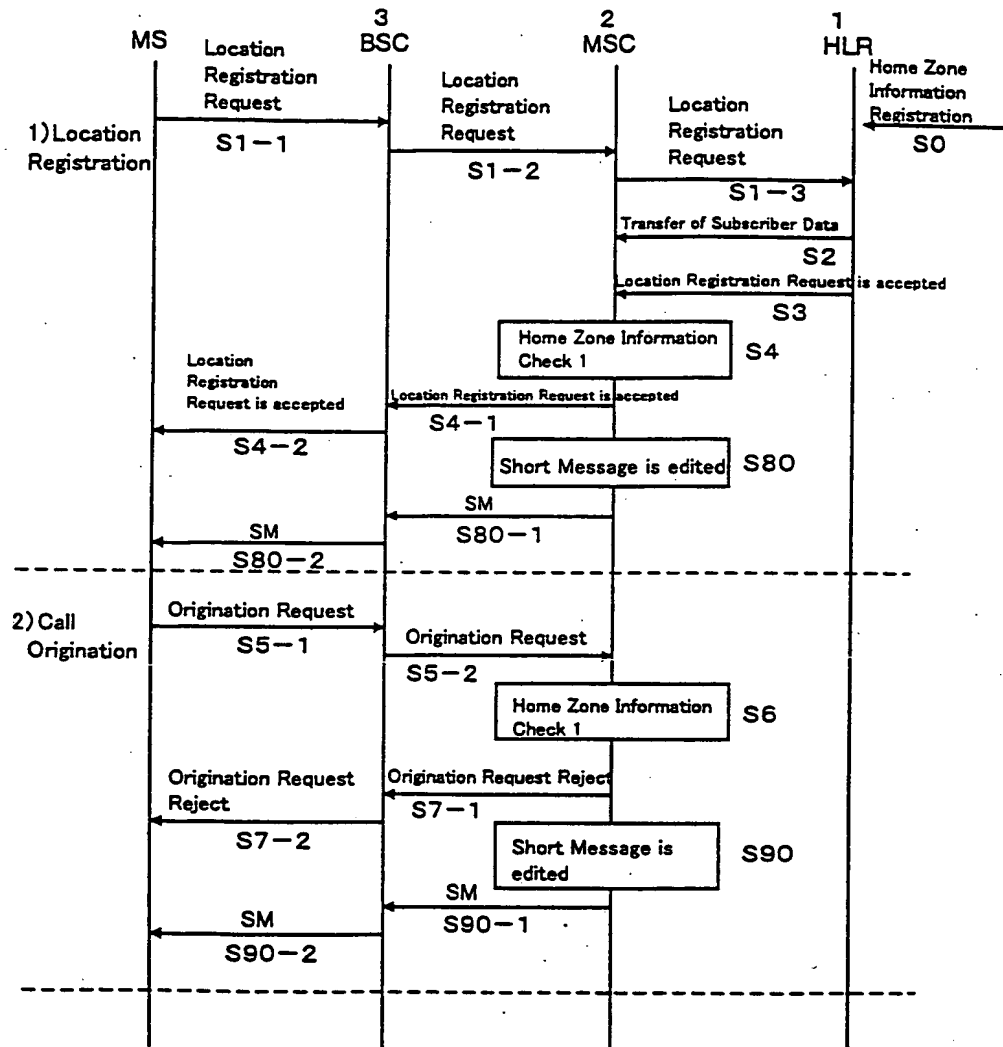 3
2
1
MS
BSC
MSC
HLR
Location
Registration
Request
Location
Registration
Request
Location
Registration
Request
Home Zone
Information
Registration
S0
1)Location
Registration
S1-1
S1-2
S1-3
Transfer of Subscriber Data
S2
Location Registration Request is accepted
S3
Home Zone Information
Check 1
S4
Location
Registration
Request is accepted
Location Registration Request is accepted
S4-1
S4-2
Short Message is edited
S80
SM
S80-1
SM
S80-2
2)Call
Origination
Origination Request
S5-1
Origination Request
S5-2
Home Zone Information
Check 1
S6
Origination Request
Reject
Origination Request Reject
S7-1
S7-2
Short Message is
edited
S90
SM
S90-1
SM
S90-2